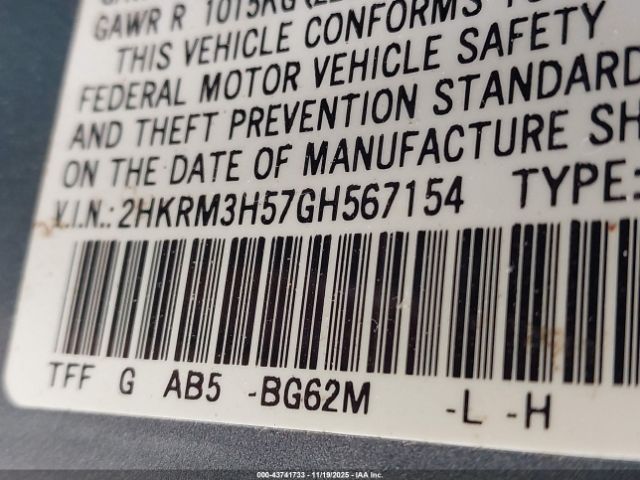 GAWR R 1015KG
THIS VEHICLE CONFORMS
FEDERAL MOTOR VEHICLE SAFETY
AND THEFT PREVENTION STANDARD
ON THE DATE OF MANUFACTURE SH
V.I.N.: 2HKRM3H57GH567154 TYPE:
TFF G AB5 -BG62M -L -H
000-43741733 - 11/19/2025 - IAA Inc.